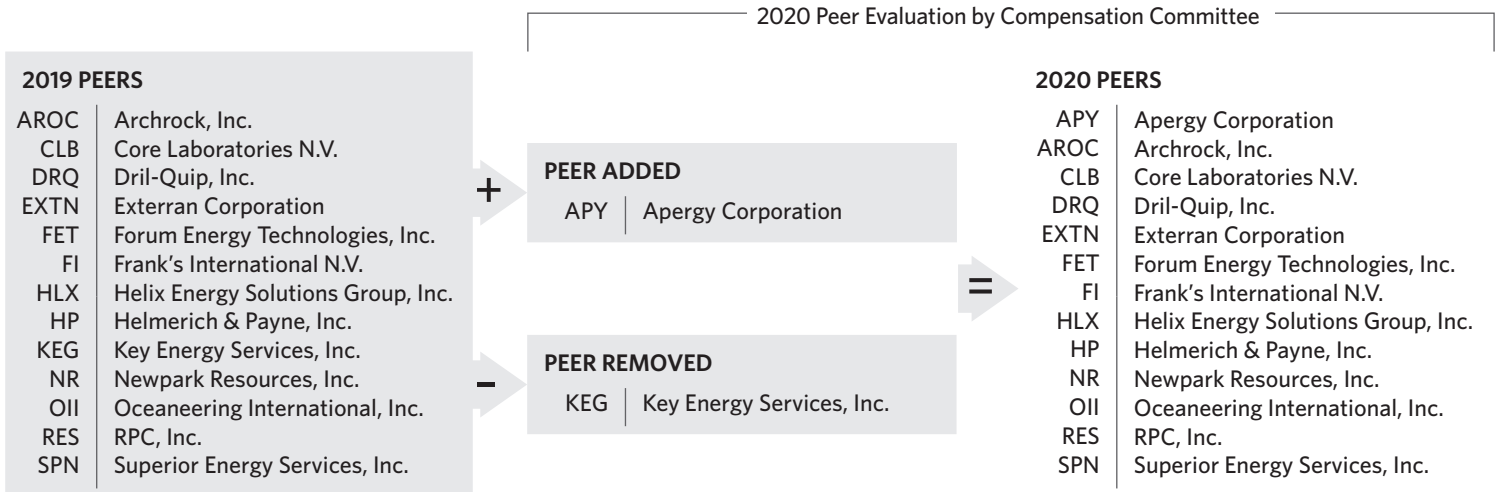 2020 Peer Evaluation by Compensation Committee
2019 PEERS
AROC Archrock, Inc.
CLB Core Laboratories N.V.
DRQ Dril-Quip, Inc.
EXTN Exterran Corporation
FET Forum Energy Technologies, Inc.
FI Frank's International N.V.
HLX Helix Energy Solutions Group, Inc.
HP Helmerich & Payne, Inc.
KEG Key Energy Services, Inc.
NR Newpark Resources, Inc.
OII Oceaneering International, Inc.
RES RPC, Inc.
SPN Superior Energy Services, Inc.
+
PEER ADDED
APY Apergy Corporation
-
PEER REMOVED
KEG Key Energy Services, Inc.
=
2020 PEERS
APY Apergy Corporation
AROC Archrock, Inc.
CLB Core Laboratories N.V.
DRQ Dril-Quip, Inc.
EXTN Exterran Corporation
FET Forum Energy Technologies, Inc.
FI Frank's International N.V.
HLX Helix Energy Solutions Group, Inc.
HP Helmerich & Payne, Inc.
NR Newpark Resources, Inc.
OII Oceaneering International, Inc.
RES RPC, Inc.
SPN Superior Energy Services, Inc.